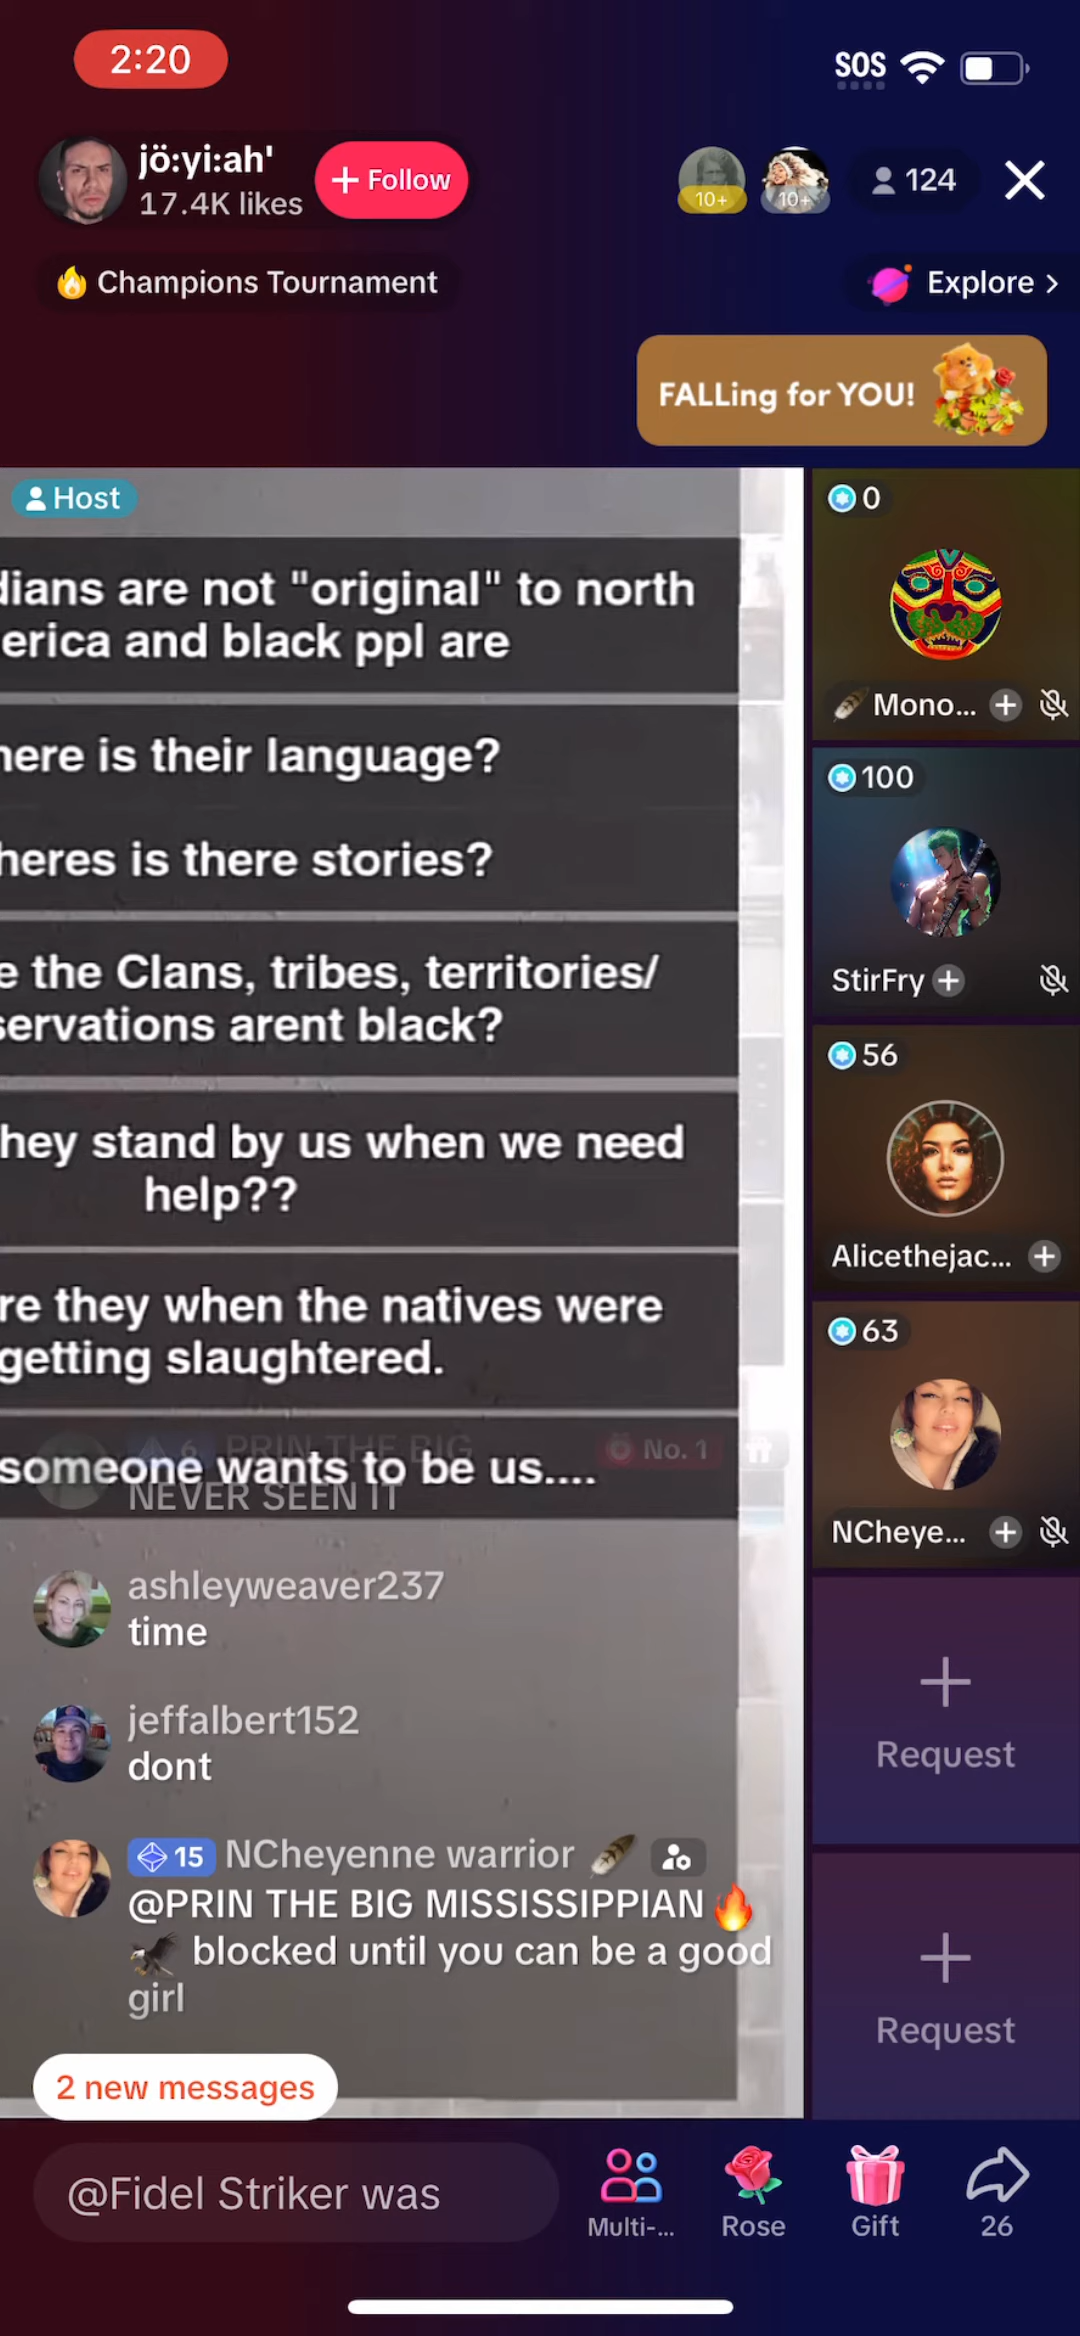 2:20
SOS
jö:yi:ah'
17.4K likes
+ Follow
10+
10+
124
Champions Tournament
Explore >
FALLing for YOU!
Host
dians are not "original" to north
erica and black ppl are
here is their language?
heres is there stories?
e the Clans, tribes, territories/
servations arent black?
hey stand by us when we need
help??
re they when the natives were
getting slaughtered.
someone wants to be us....
6 PRIN THE BIG
No. 1
NEVER SEEN IT
ashleyweaver237
time
jeffalbert152
dont
15 NCheyenne warrior
@PRIN THE BIG MISSISSIPPIAN
blocked until you can be a good
girl
2 new messages
0
Mono...
100
StirFry
56
Alicethejac...
63
NCheye...
Request
Request
@Fidel Striker was
Multi-...
Rose
Gift
26